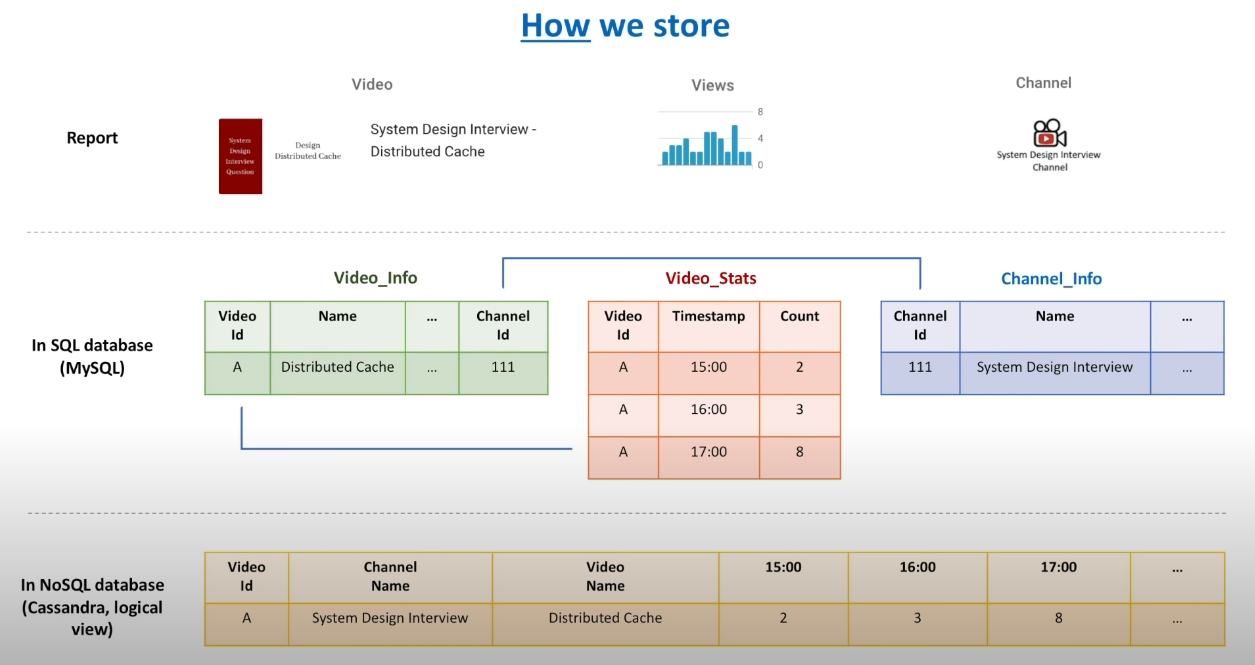 How we store
Video
Views
Channel
Report
System
Design
Interview
Question
Design
Distributed Cache
System Design Interview -
Distributed Cache
8
4
0
System Design Interview
Channel
Video_Info
Video_Stats
Channel_Info
In SQL database
(MySQL)
Video
Id
Name
...
Channel
Id
A
Distributed Cache
...
111
Video
Id
Timestamp
Count
A
15:00
2
A
16:00
3
A
17:00
8
Channel
Id
Name
...
111
System Design Interview
...
In NoSQL database
(Cassandra, logical
view)
Video
Id
Channel
Name
Video
Name
15:00
16:00
17:00
...
A
System Design Interview
Distributed Cache
2
3
8
...